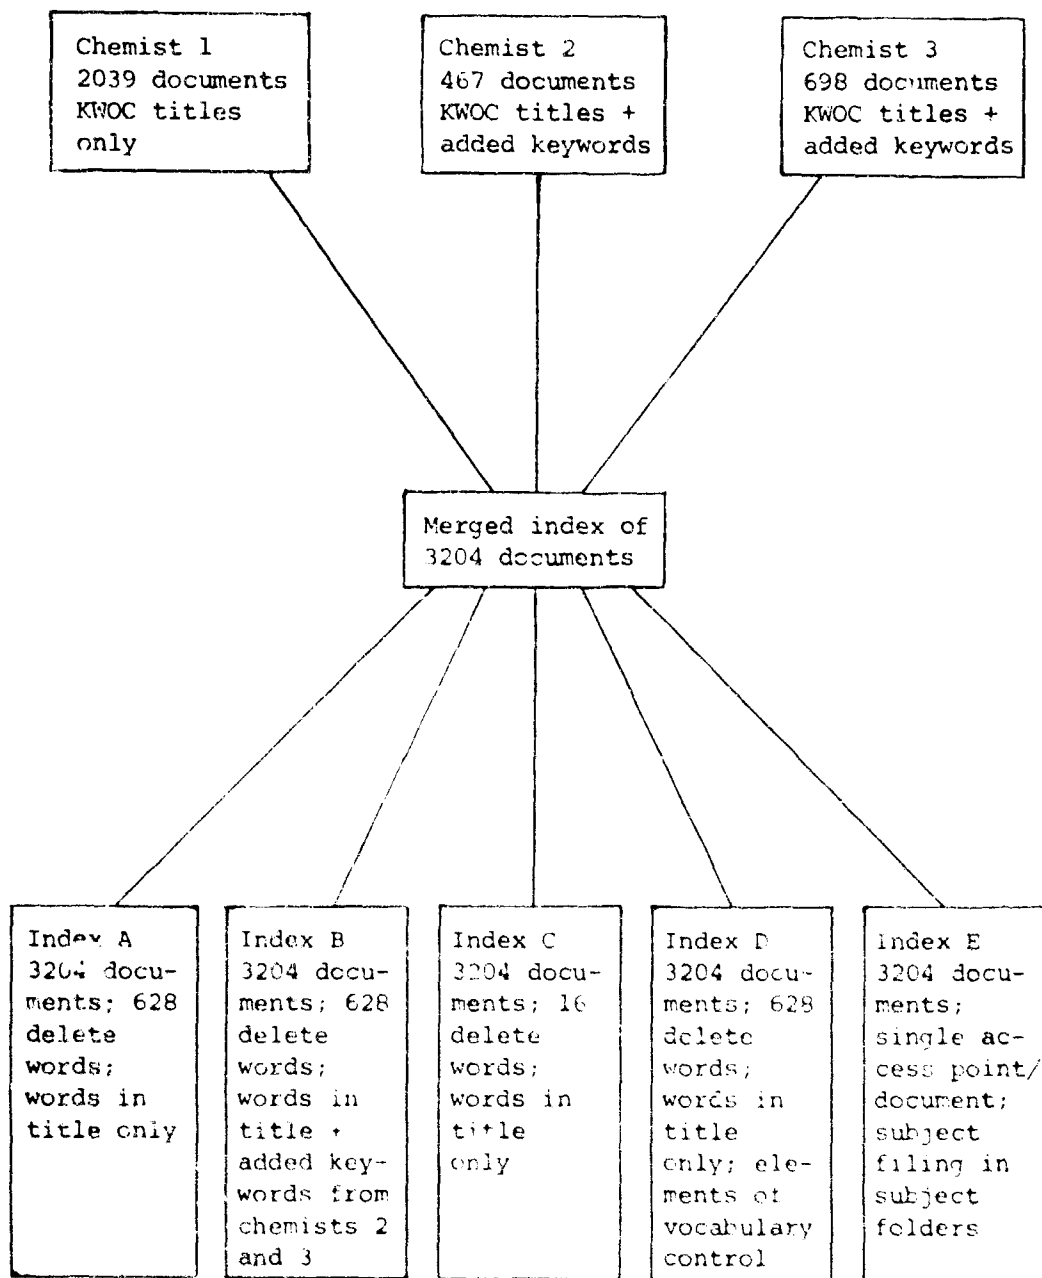 Chemist 1
2039 documents
KWOC titles
only
Chemist 2
467 documents
KWOC titles +
added keywords
Chemist 3
698 documents
KWOC titles +
added keywords
Merged index of
3204 documents
Index A
3204 docu-
ments; 628
delete
words;
words in
title only
Index B
3204 docu-
ments; 628
delete
words;
words in
title +
added key-
words from
chemists 2
and 3
Index C
3204 docu-
ments; 16
delete
words;
words in
title
only
Index D
3204 docu-
ments; 628
delete
words;
words in
title
only; ele-
ments of
vocabulary
control
Index E
3204 docu-
ments;
single ac-
cess point/
document;
subject
filing in
subject
folders